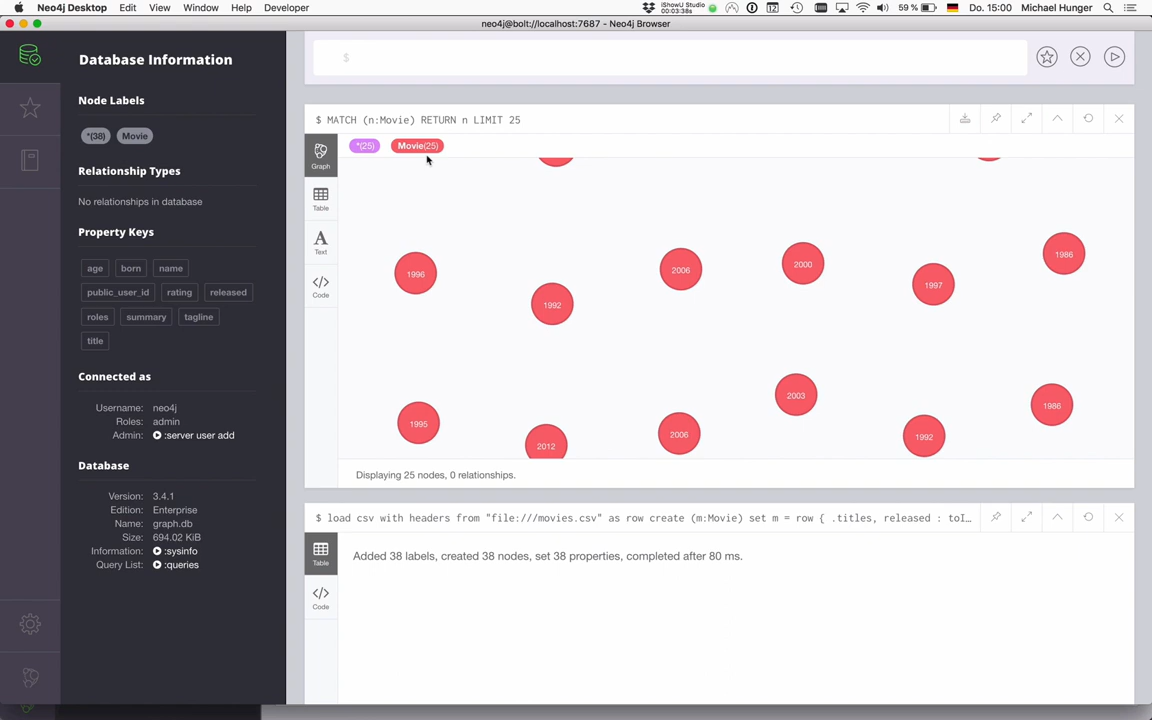 Neo4j Desktop Edit View Window Help Developer iShowU Studio 00:03:38s 12 59 % Do. 15:00 Michael Hunger
neo4j@bolt://localhost:7687 - Neo4j Browser
Database Information
Node Labels
*(38) Movie
Relationship Types
No relationships in database
Property Keys
age born name
public_user_id rating released
roles summary tagline
title
Connected as
Username: neo4j
Roles: admin
Admin: :server user add
Database
Version: 3.4.1
Edition: Enterprise
Name: graph.db
Size: 694.02 KiB
Information: :sysinfo
Query List: :queries
$
$ MATCH (n:Movie) RETURN n LIMIT 25
Graph
Table
Text
Code
*(25) Movie(25)
1996
1992
2006
2000
1997
1986
1995
2012
2006
2003
1992
1986
Displaying 25 nodes, 0 relationships.
$ load csv with headers from "file:///movies.csv" as row create (m:Movie) set m = row { .titles, released : toI…
Table
Code
Added 38 labels, created 38 nodes, set 38 properties, completed after 80 ms.